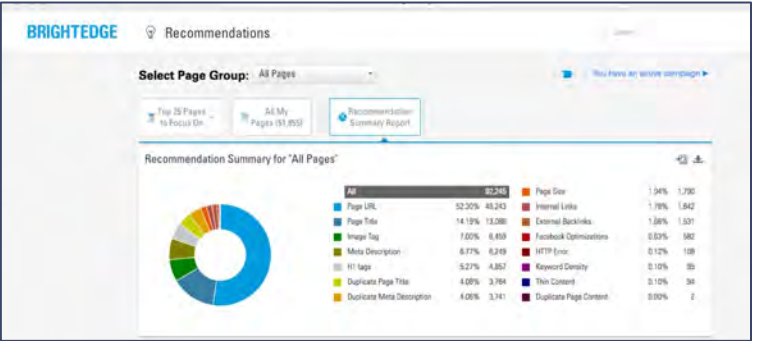 BRIGHTEDGE Recommendations
Select Page Group: All Pages
You have an active campaign ▶
Top 25 Pages to Focus On
All My Pages
Recommendation Summary Report
Recommendation Summary for "All Pages"
All 92,245
Page URL 52.30% 48,243
Page Title 14.19% 13,088
Image Tag 7.00% 6,459
Meta Description 6.77% 6,249
H1 tags 5.27% 4,857
Duplicate Page Title 4.08% 3,764
Duplicate Meta Description 4.06% 3,741
Page Size 1.94% 1,790
Internal Links 1.78% 1,642
External Backlinks 1.66% 1,531
Facebook Optimizations 0.63% 582
HTTP Error 0.12% 108
Keyword Density 0.10% 95
Thin Content 0.10% 94
Duplicate Page Content 0.00% 2